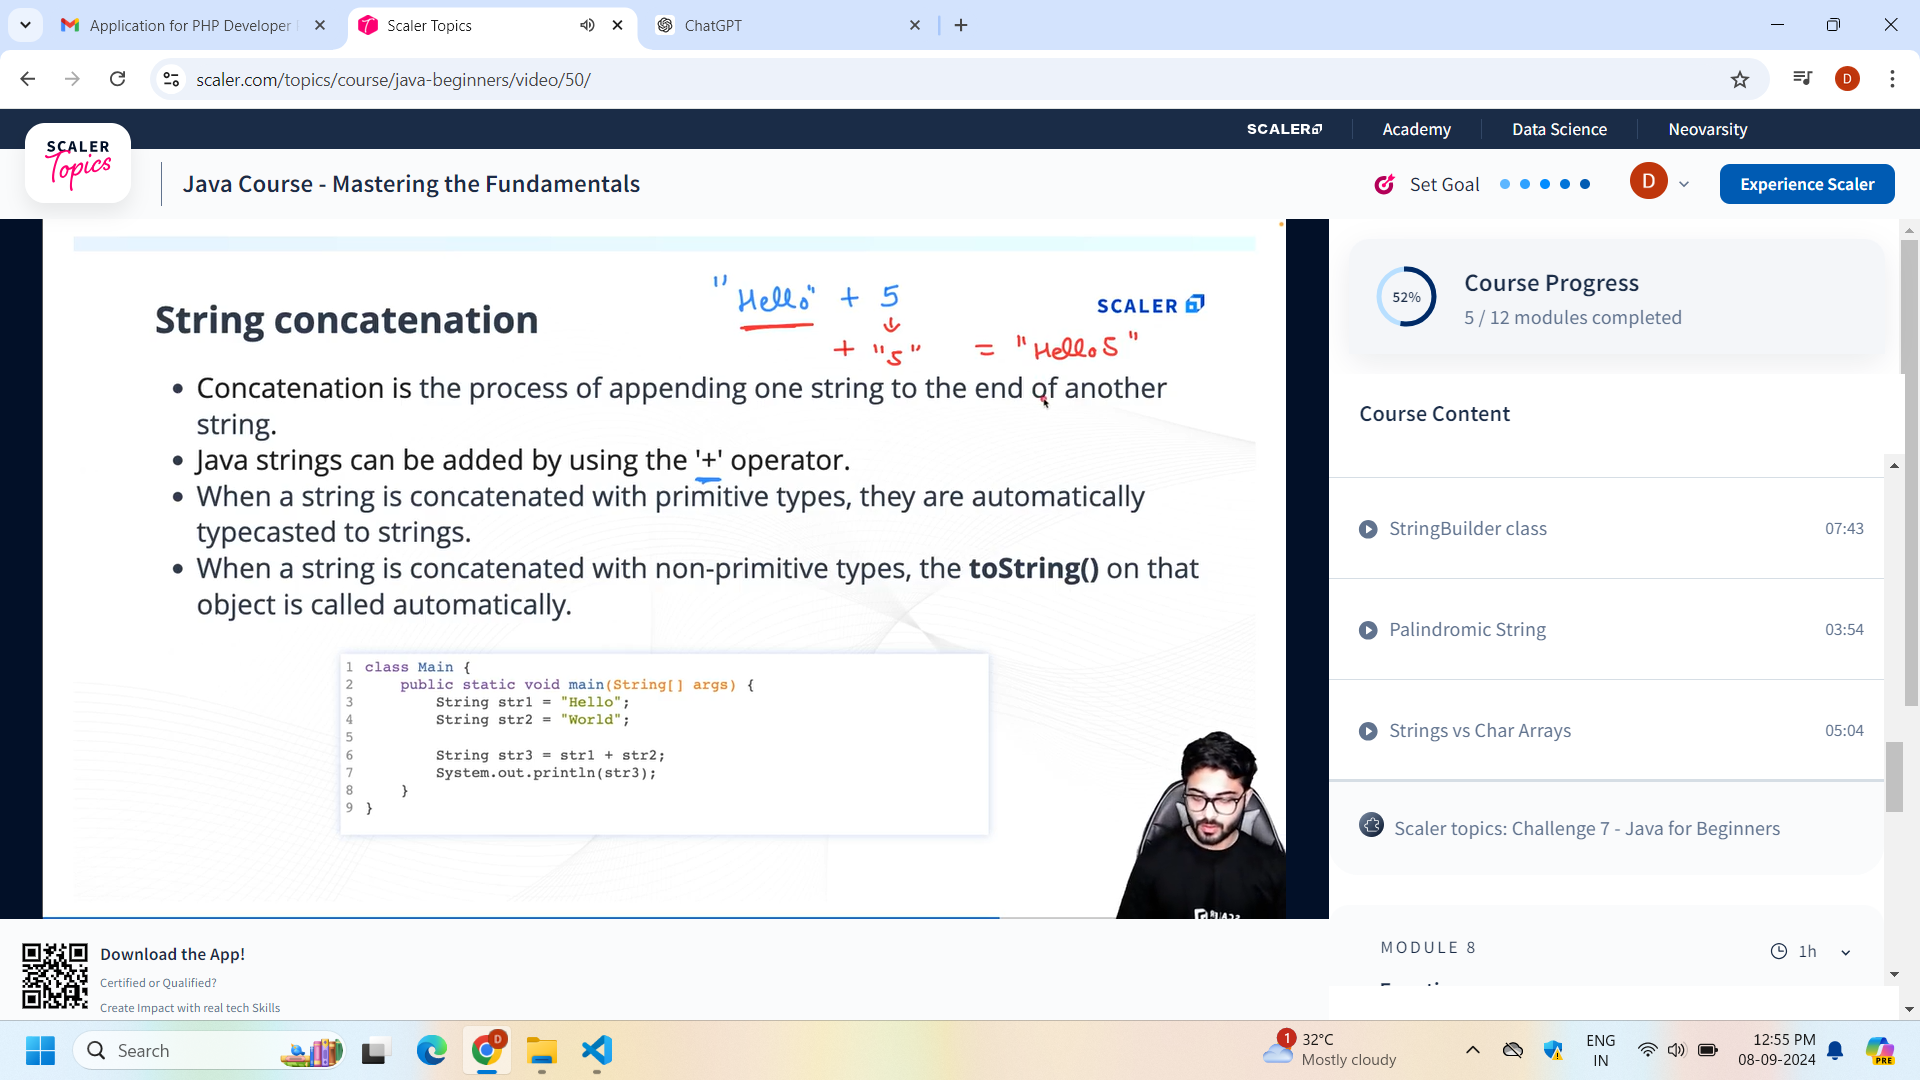 Application for PHP Developer
Scaler Topics
ChatGPT
scaler.com/topics/course/java-beginners/video/50/
D
SCALER
Academy
Data Science
Neovarsity
SCALER
Topics
Java Course - Mastering the Fundamentals
Set Goal
D
Experience Scaler
"Hello" + 5
+ "5" = "Hello5"
SCALER
String concatenation
• Concatenation is the process of appending one string to the end of another
string.
• Java strings can be added by using the '+' operator.
• When a string is concatenated with primitive types, they are automatically
typecasted to strings.
• When a string is concatenated with non-primitive types, the toString() on that
object is called automatically.
1 class Main {
2 public static void main(String[] args) {
3 String str1 = "Hello";
4 String str2 = "World";
5
6 String str3 = str1 + str2;
7 System.out.println(str3);
8 }
9 }
52%
Course Progress
5 / 12 modules completed
Course Content
StringBuilder class 07:43
Palindromic String 03:54
Strings vs Char Arrays 05:04
Scaler topics: Challenge 7 - Java for Beginners
MODULE 8
1h
Download the App!
Certified or Qualified?
Create Impact with real tech Skills
Search
D
1
32°C
Mostly cloudy
ENG
IN
12:55 PM
08-09-2024
PRE